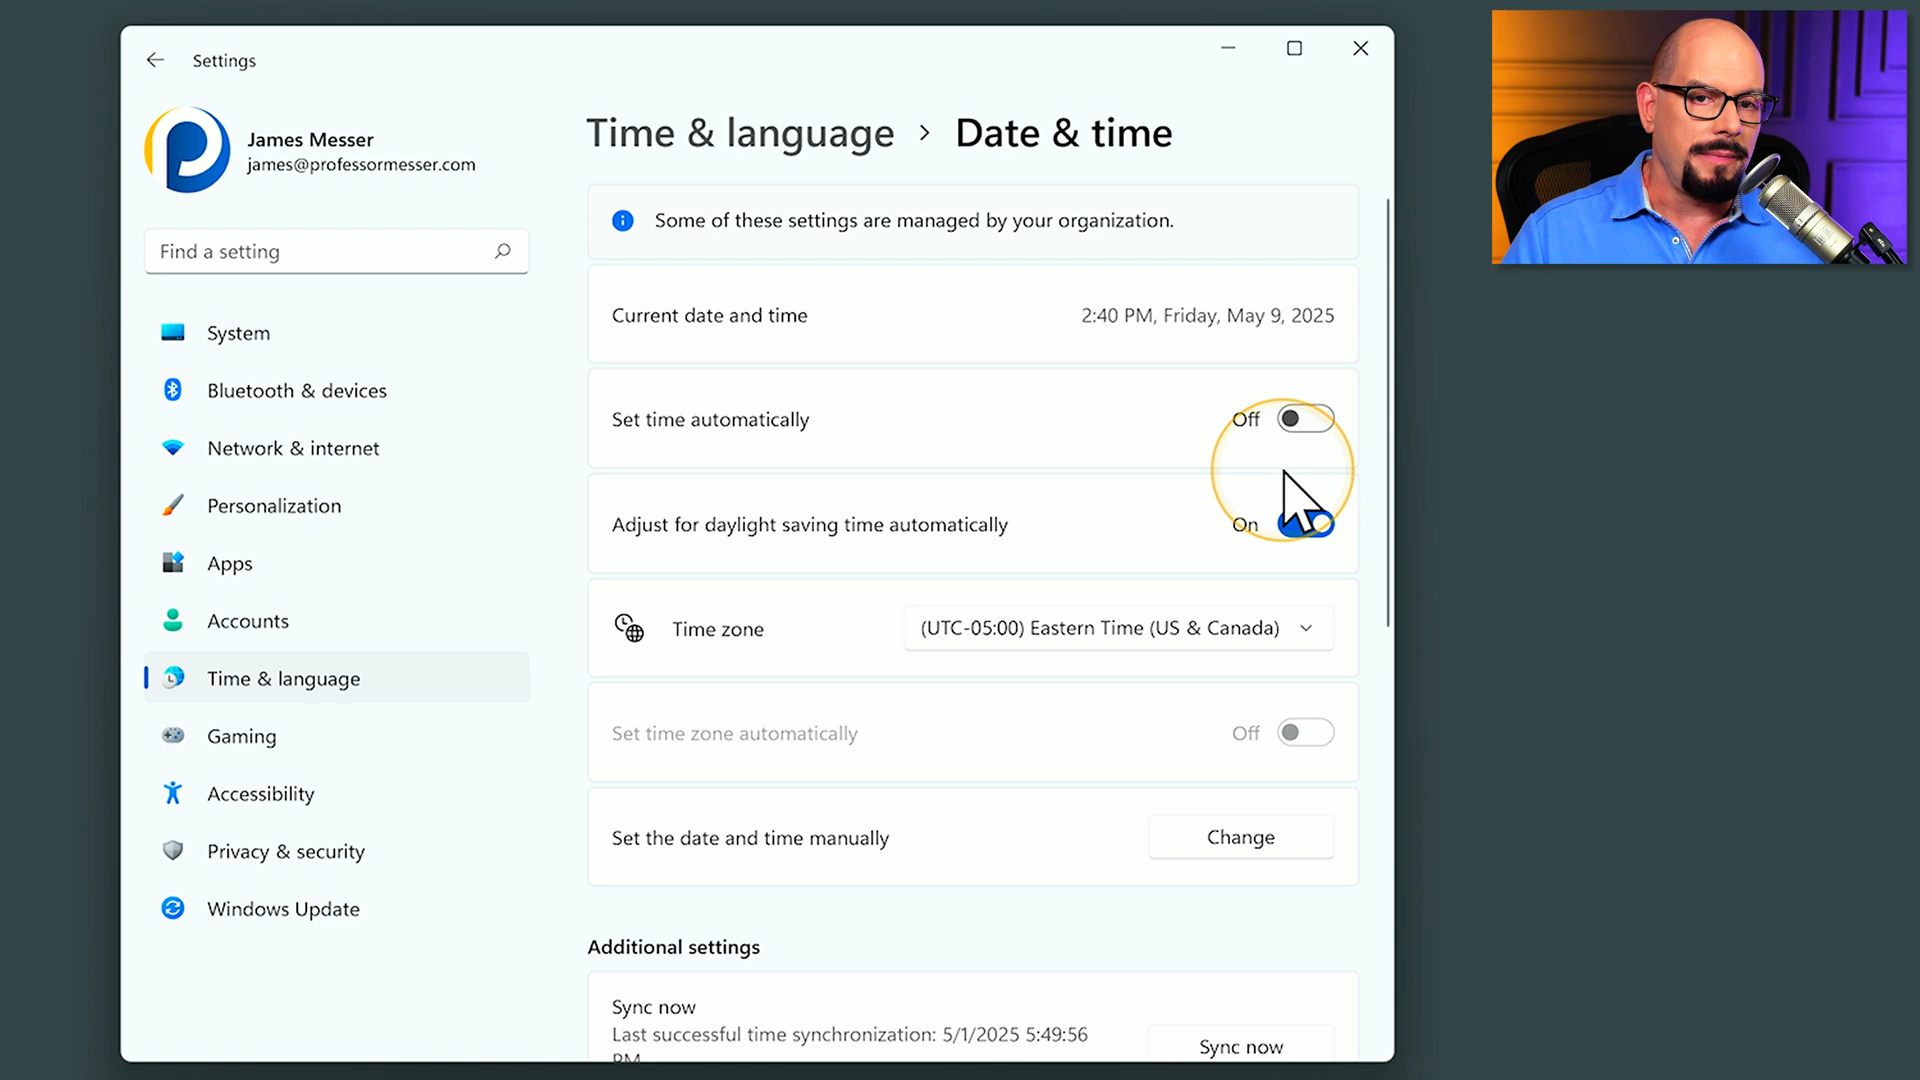 Settings
James Messer
james@professormesser.com
Find a setting
System
Bluetooth & devices
Network & internet
Personalization
Apps
Accounts
Time & language
Gaming
Accessibility
Privacy & security
Windows Update
Time & language > Date & time
Some of these settings are managed by your organization.
Current date and time 2:40 PM, Friday, May 9, 2025
Set time automatically Off
Adjust for daylight saving time automatically On
Time zone (UTC-05:00) Eastern Time (US & Canada)
Set time zone automatically Off
Set the date and time manually Change
Additional settings
Sync now
Last successful time synchronization: 5/1/2025 5:49:56
PM
Sync now